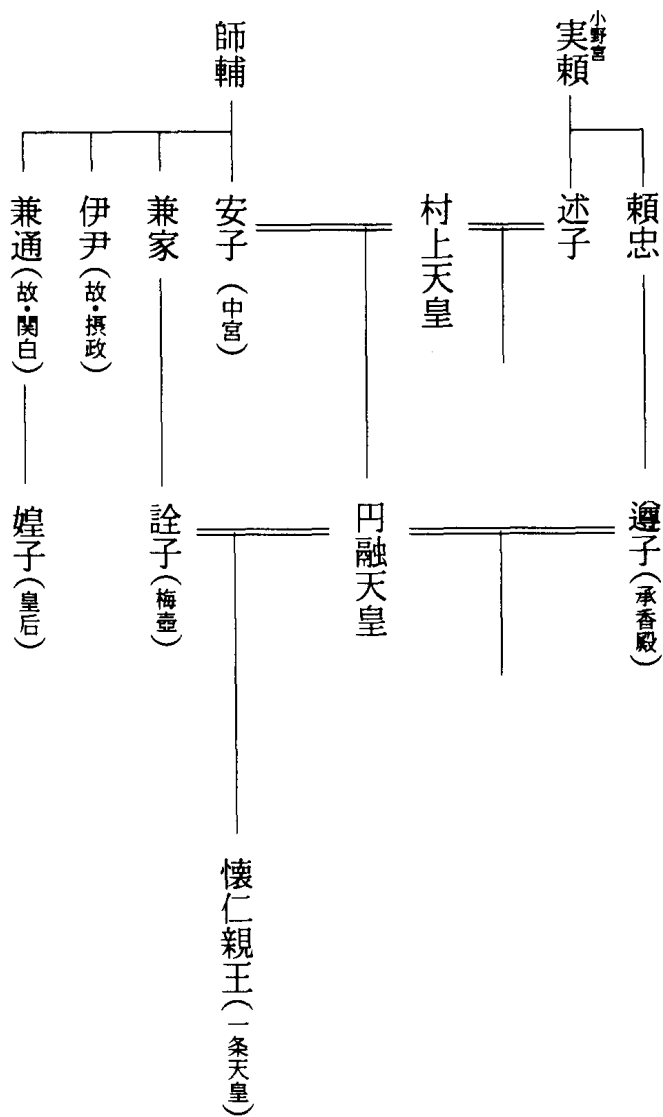 小野宮
実頼
頼忠
述子
遵子(承香殿)
村上天皇
円融天皇
師輔
安子(中宮)
兼家
伊尹(故・摂政)
兼通(故・関白)
詮子(梅壺)
媓子(皇后)
懐仁親王(一条天皇)